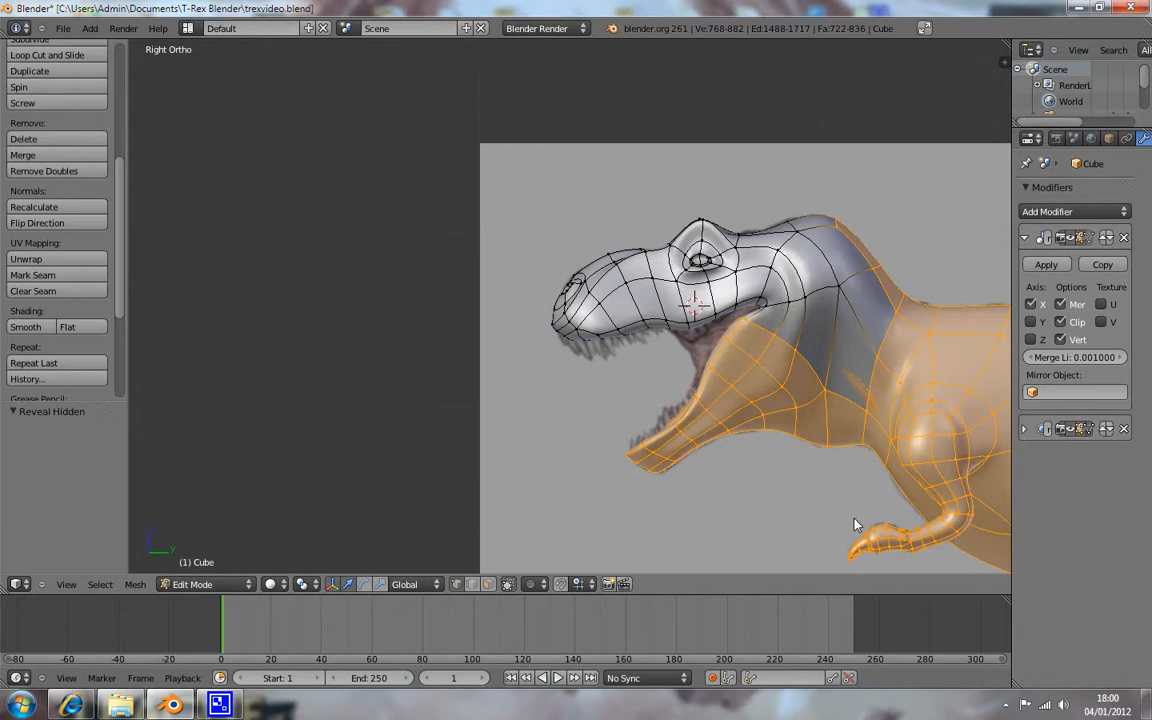 Blender* [C:\Users\Admin\Documents\T-Rex Blender\trexvideo.blend]
File Add Render Help Default Scene Blender Render blender.org 261 | Ve:768-882 | Ed:1488-1717 | Fa:722-836 | Cube
Subdivide
Loop Cut and Slide
Duplicate
Spin
Screw
Remove:
Delete
Merge
Remove Doubles
Normals:
Recalculate
Flip Direction
UV Mapping:
Unwrap
Mark Seam
Clear Seam
Shading:
Smooth Flat
Repeat:
Repeat Last
History...
Grease Pencil:
Reveal Hidden
Right Ortho
y
(1) Cube
View Search All
Scene
RenderL
World
Cube
Modifiers
Add Modifier
Apply Copy
Axis: Options Texture
X Mer U
Y Clip V
Z Vert
Merge Li: 0.001000
Mirror Object:
View Select Mesh Edit Mode Global
-80 -60 -40 -20 0 20 40 60 80 100 120 140 160 180 200 220 240 260 280 300
View Marker Frame Playback Start: 1 End: 250 1 No Sync
18:00
04/01/2012